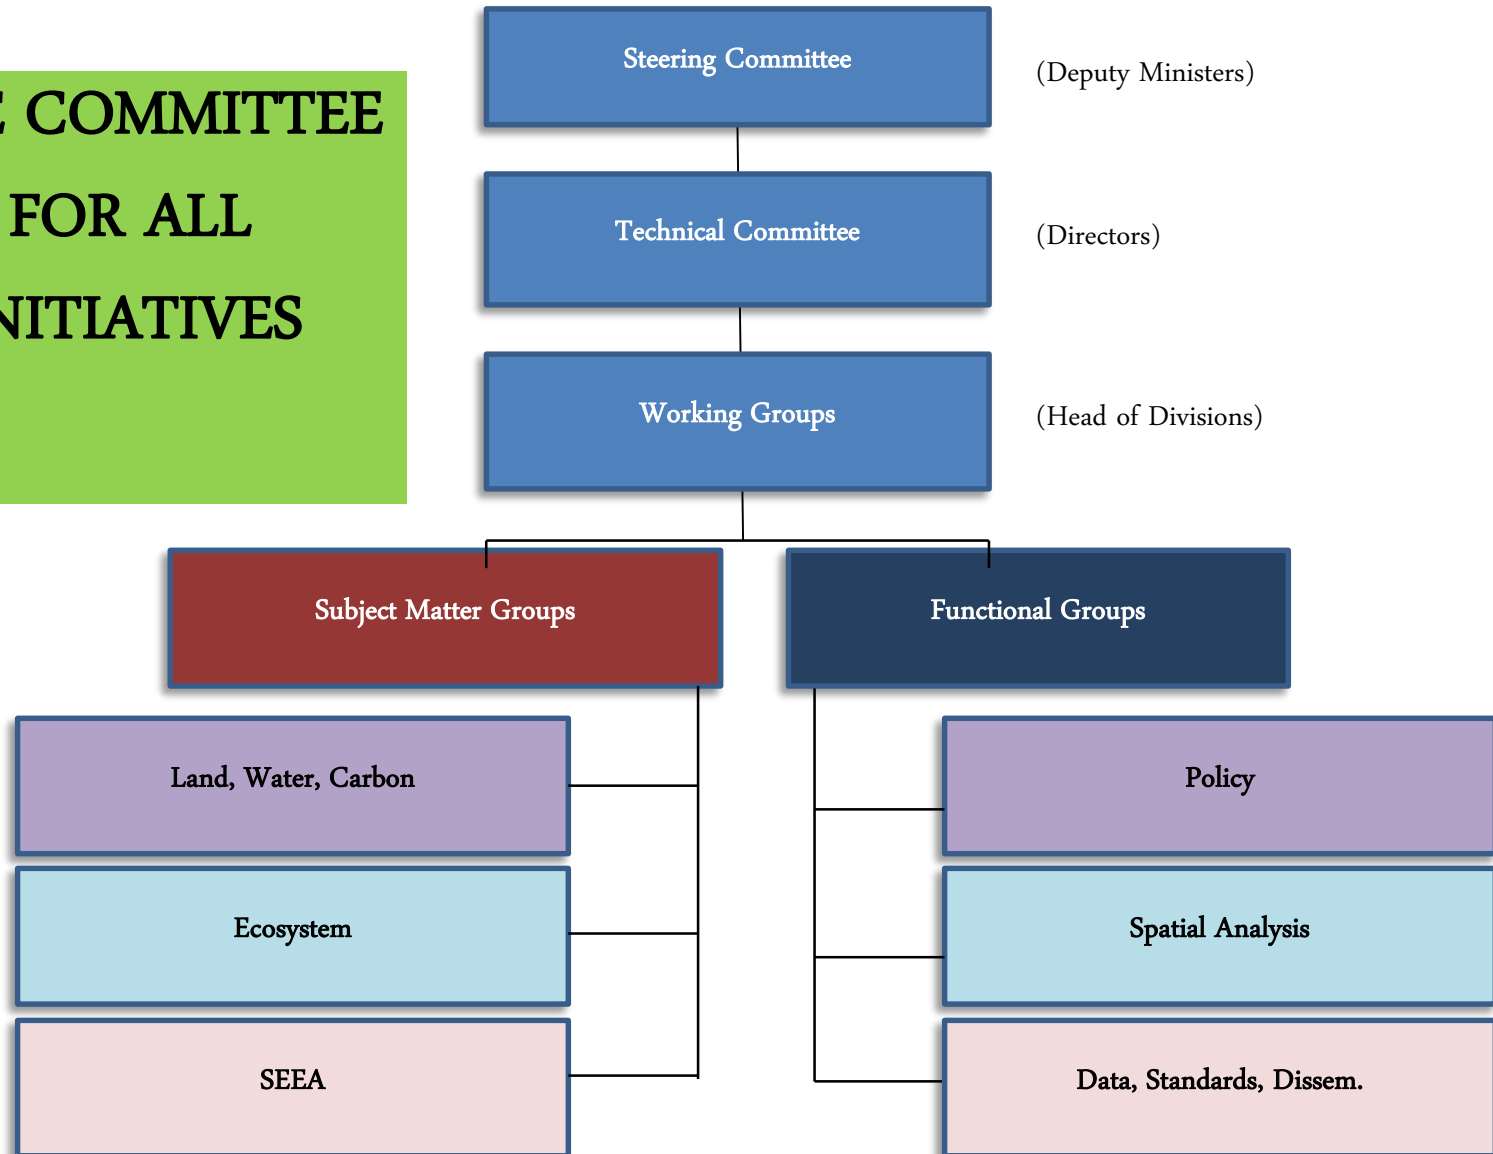 Steering Committee
(Deputy Ministers)
COMMITTEE
FOR ALL
Technical Committee
(Directors)
NITIATIVES
Working Groups
(Head of Divisions)
Subject Matter Groups
Functional Groups
Land, Water, Carbon
Policy
Ecosystem
Spatial Analysis
SEEA
Data, Standards, Dissem.